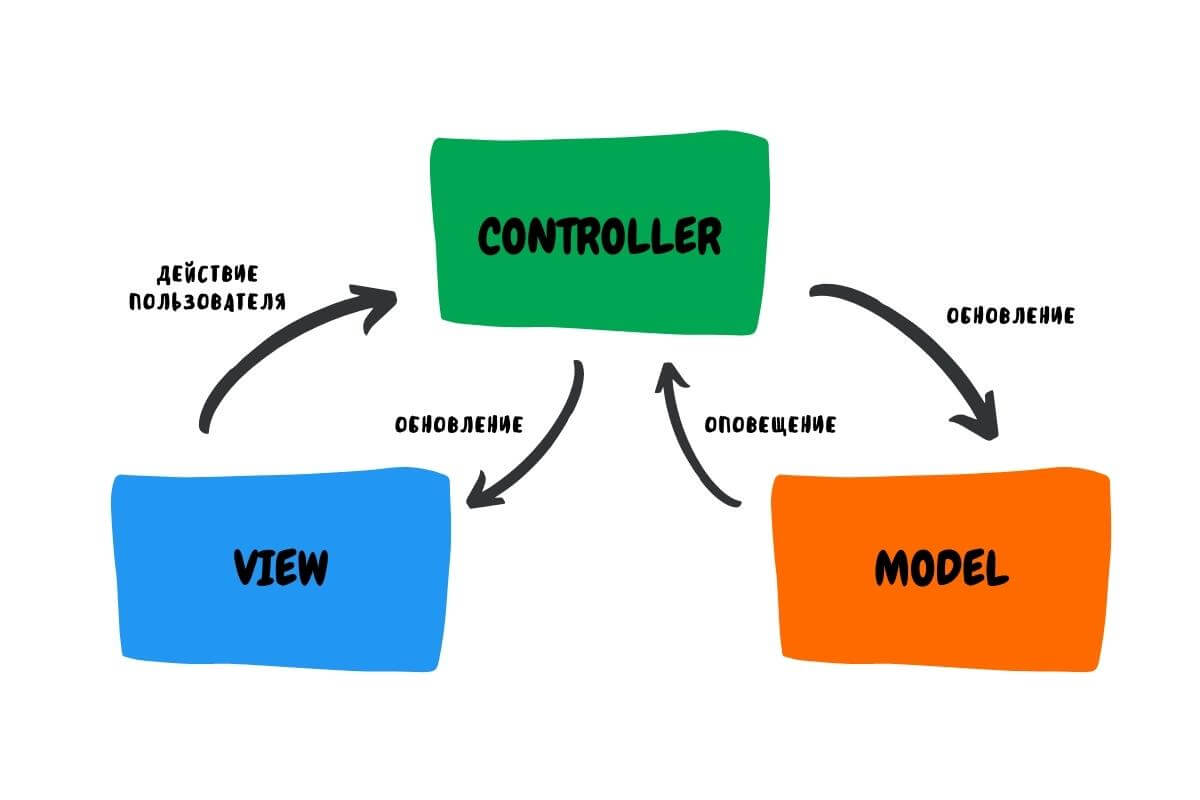 CONTROLLER
ДЕЙСТВИЕ
ПОЛЬЗОВАТЕЛЯ
ОБНОВЛЕНИЕ
ОБНОВЛЕНИЕ
ОПОВЕЩЕНИЕ
VIEW
MODEL